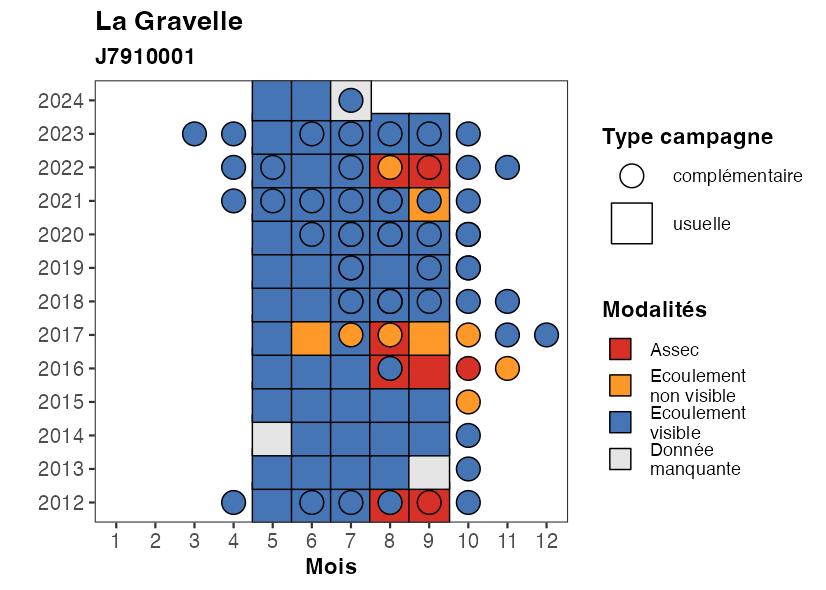 La Gravelle
J7910001
2024
2023
2022
2021
2020
2019
2018
2017
2016
2015
2014
2013
2012
1 2 3 4 5 6 7 8 9 10 11 12
Mois
Type campagne
complémentaire
usuelle
Modalités
Assec
Ecoulement
non visible
Ecoulement
visible
Donnée
manquante